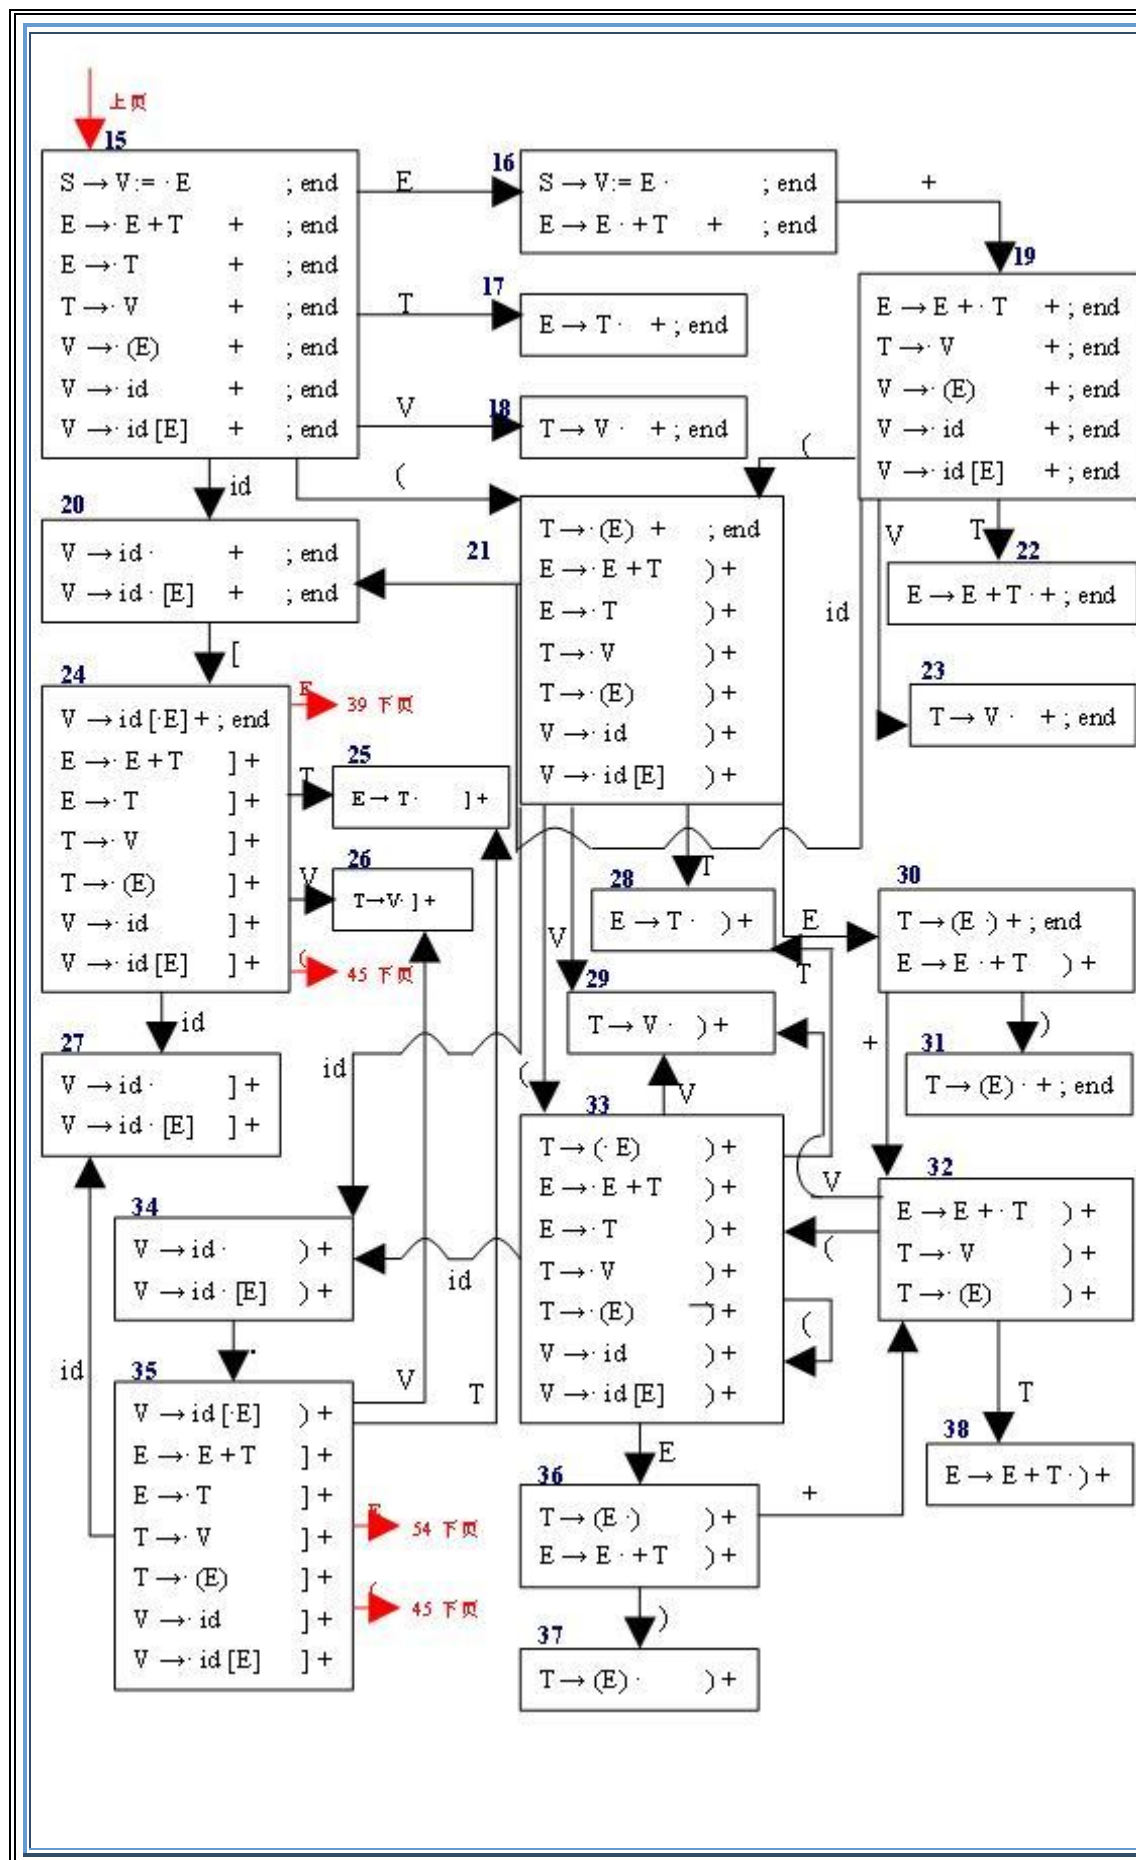 上页
15
S → V:= · E ; end
E → · E + T + ; end
E → · T + ; end
T → · V + ; end
V → · (E) + ; end
V → · id + ; end
V → · id [E] + ; end
E
16
S → V:= E · ; end
E → E · + T + ; end
+
T
17
E → T · + ; end
V
18
T → V · + ; end
19
E → E + · T + ; end
T → · V + ; end
V → · (E) + ; end
V → · id + ; end
V → · id [E] + ; end
id
(
(
20
V → id · + ; end
V → id · [E] + ; end
21
T → · (E) + ; end
E → · E + T ) +
E → · T ) +
T → · V ) +
T → · (E) ) +
V → · id ) +
V → · id [E] ) +
V
T
id
22
E → E + T · + ; end
23
T → V · + ; end
[
24
V → id [ · E] + ; end
E → · E + T ] +
E → · T ] +
T → · V ] +
T → · (E) ] +
V → · id ] +
V → · id [E] ] +
E
39 下页
T
25
E → T · ] +
V
26
T → V · ] +
(
45 下页
T
28
E → T · ) +
V
E
T
30
T → (E · ) + ; end
E → E · + T ) +
id
27
V → id · ] +
V → id · [E] ] +
29
T → V · ) +
id
(
V
+
)
31
T → (E) · + ; end
33
T → ( · E) ) +
E → · E + T ) +
E → · T ) +
T → · V ) +
T → · (E) ) +
V → · id ) +
V → · id [E] ) +
V
(
(
32
E → E + · T ) +
T → · V ) +
T → · (E) ) +
34
V → id · ) +
V → id · [E] ) +
id
id
35
V → id [ · E] ) +
E → · E + T ] +
E → · T ] +
T → · V ] +
T → · (E) ] +
V → · id ] +
V → · id [E] ] +
V
T
E
54 下页
(
45 下页
E
T
38
E → E + T · ) +
36
T → (E · ) ) +
E → E · + T ) +
+
)
37
T → (E) · ) +